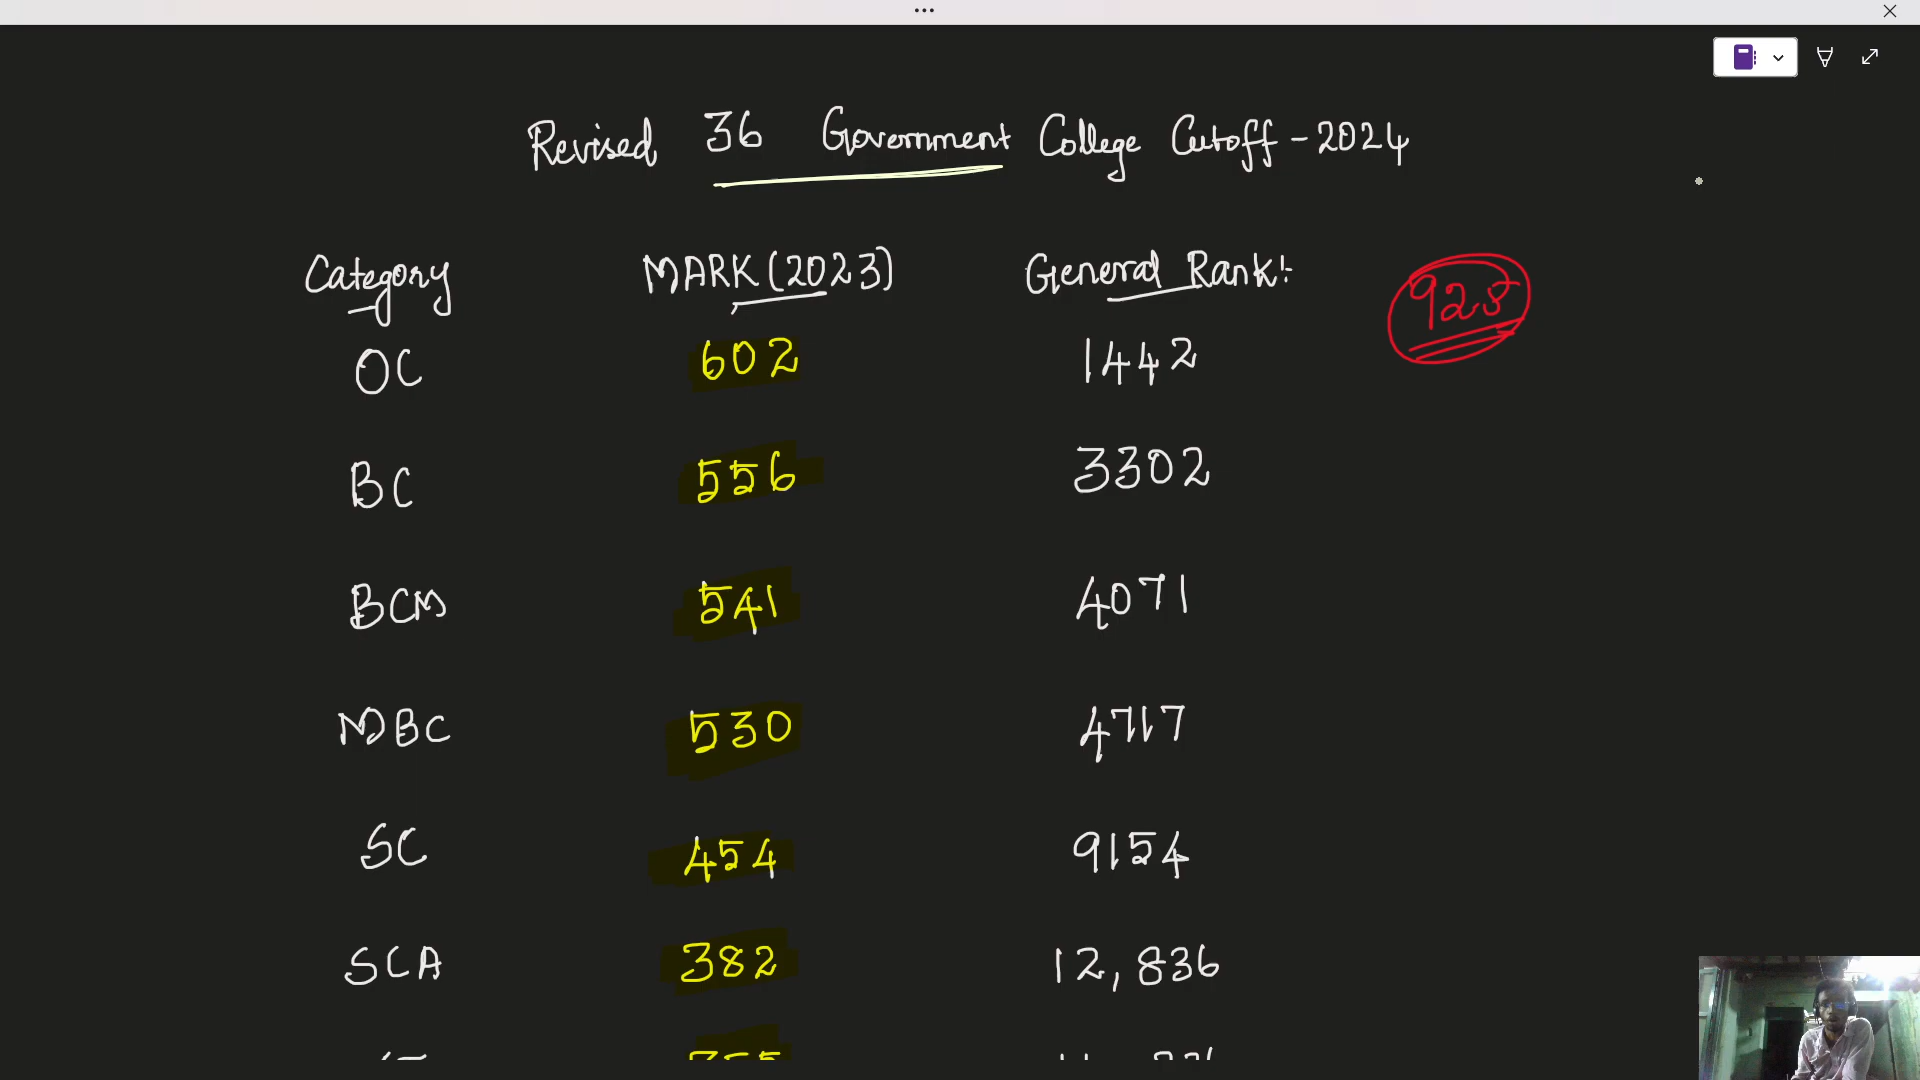 Revised 36 Government College Cutoff - 2024
Category MARK (2023) General Rank:-
928
OC 602 1442
BC 556 3302
BCM 541 4071
MBC 530 4717
SC 454 9154
SCA 382 12,836